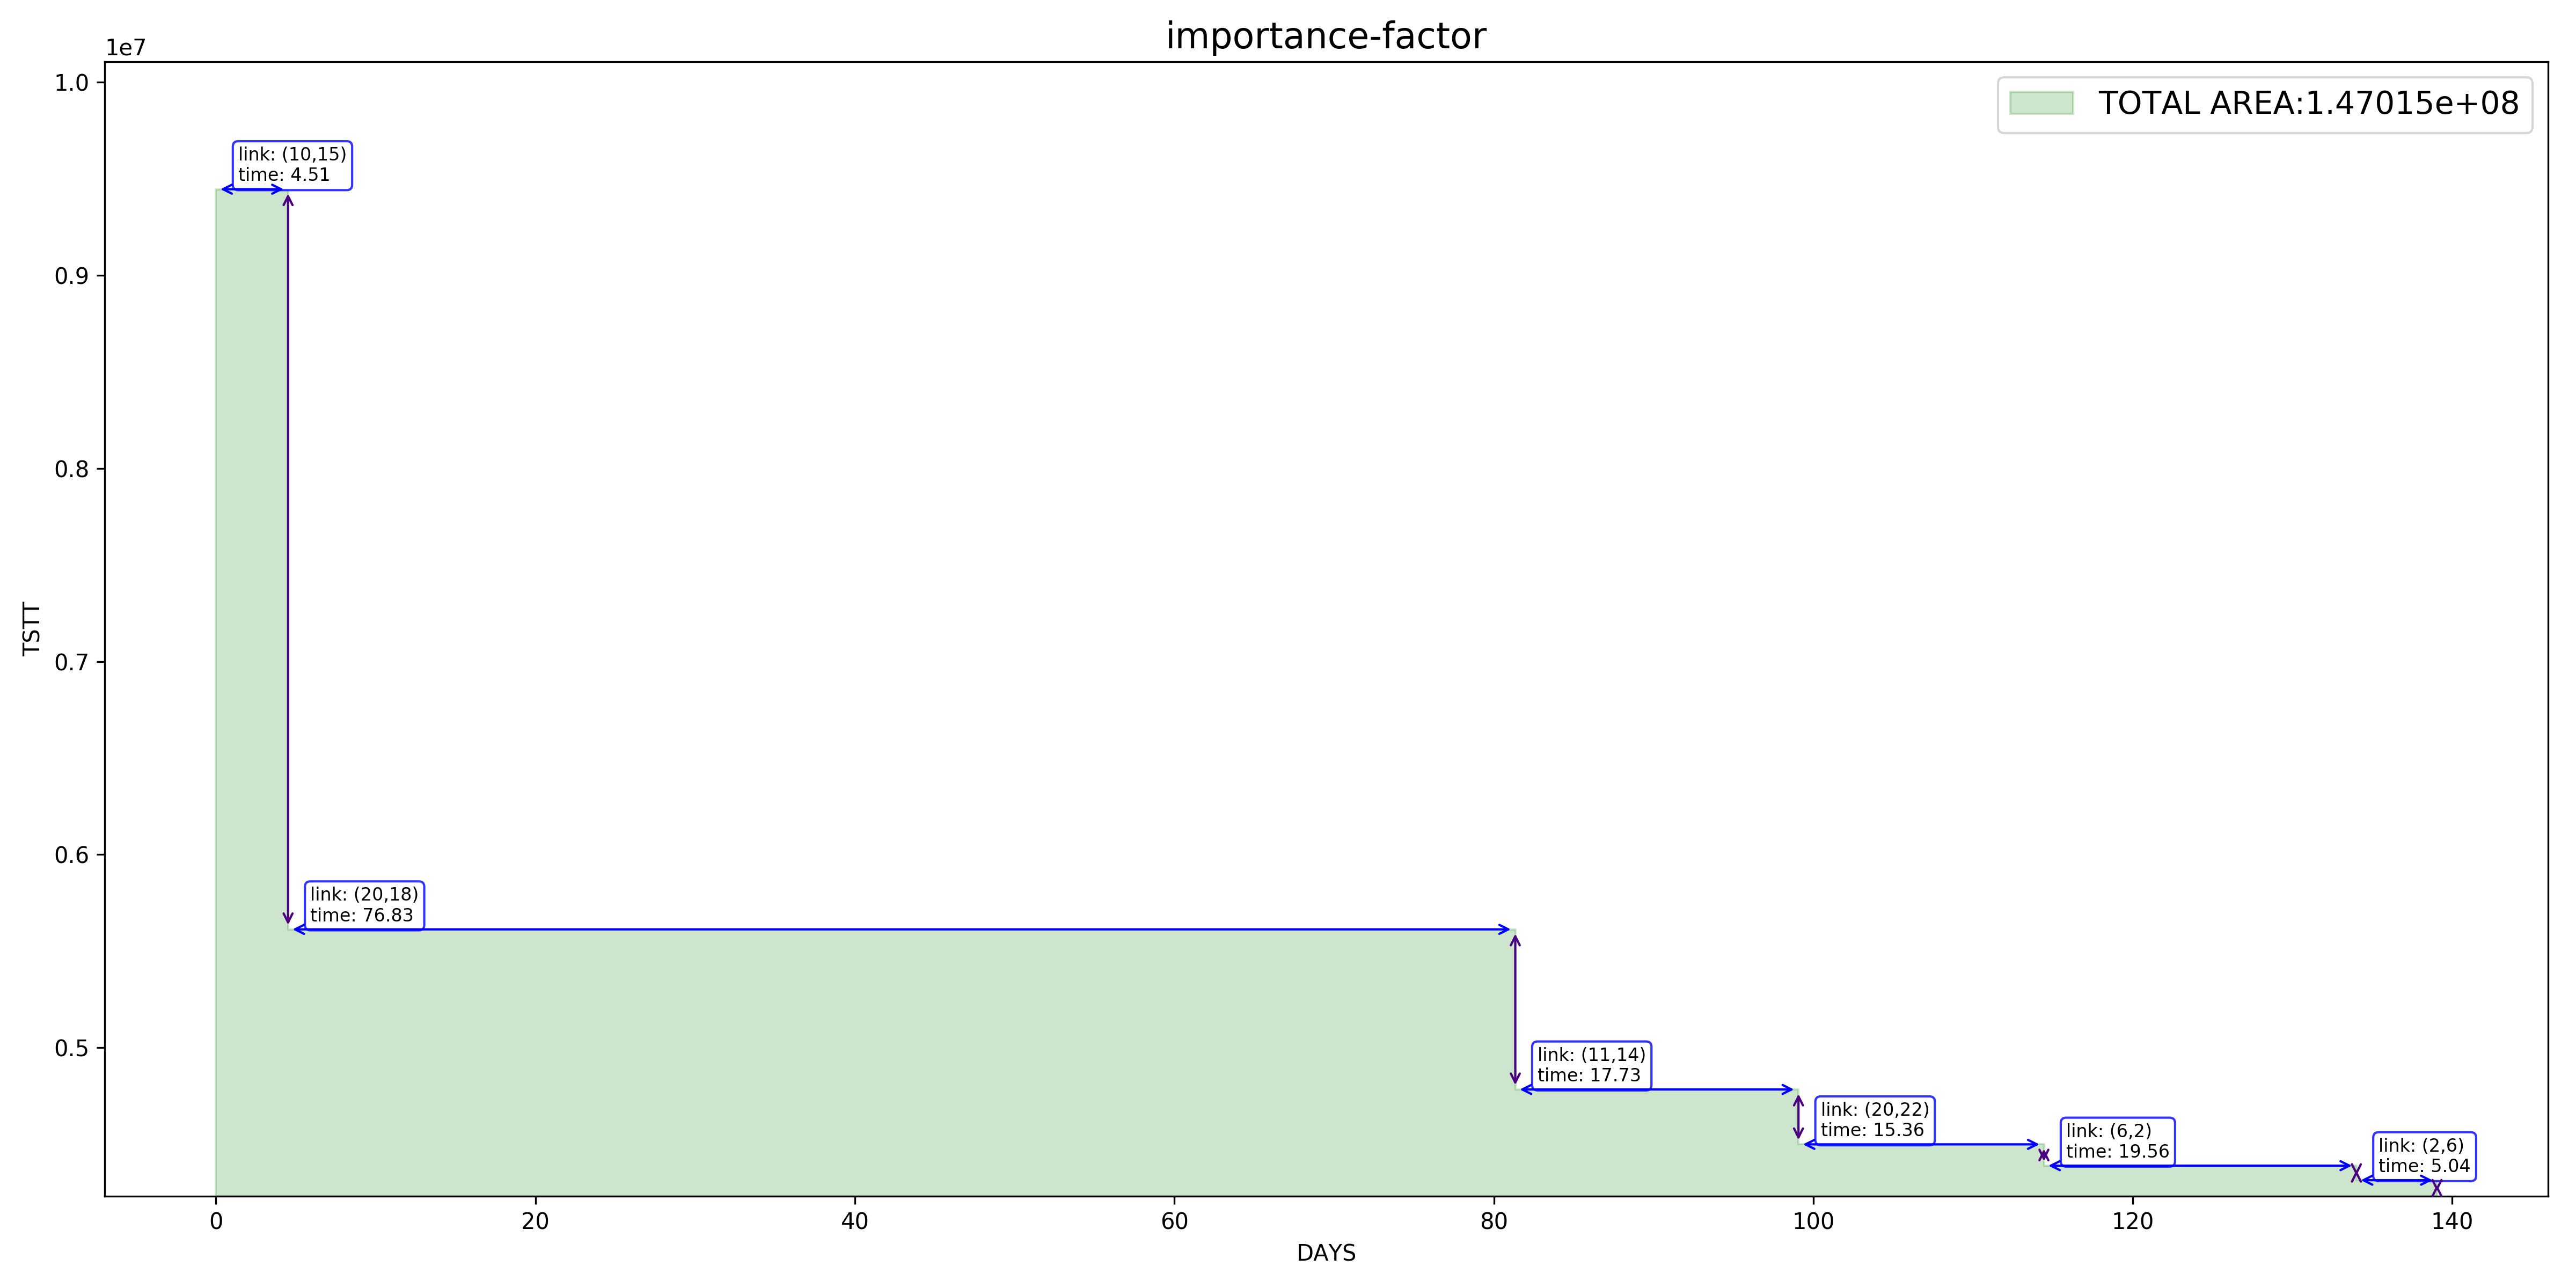 importance-factor
1e7
TOTAL AREA:1.47015e+08
1.0
0.9
0.8
0.7
0.6
0.5
TSTT
link: (10,15)
time: 4.51
link: (20,18)
time: 76.83
link: (11,14)
time: 17.73
link: (20,22)
time: 15.36
link: (6,2)
time: 19.56
link: (2,6)
time: 5.04
0 20 40 60 80 100 120 140
DAYS